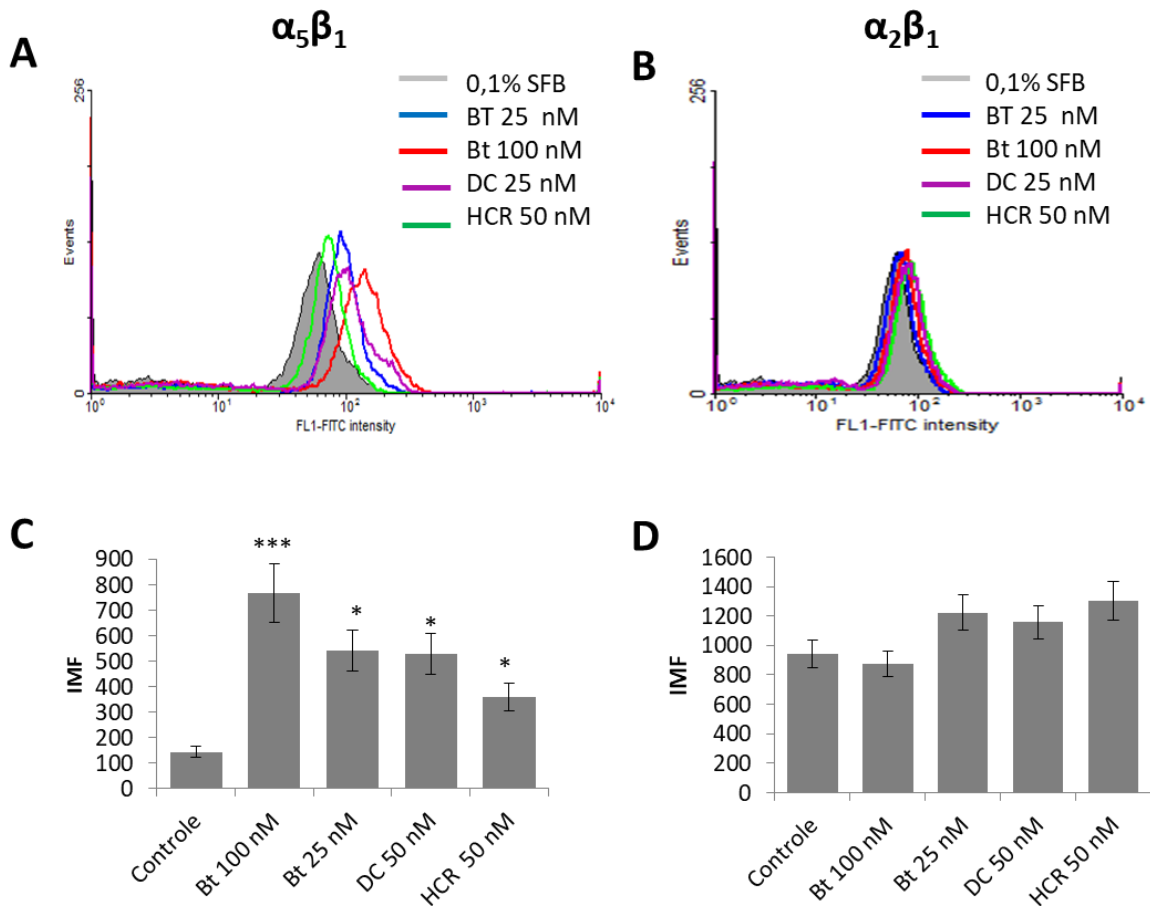 α5β1
A
256
Events
0
10^0
10^1
10^2
10^3
10^4
FL1-FITC intensity
0,1% SFB
BT 25 nM
Bt 100 nM
DC 25 nM
HCR 50 nM
α2β1
B
256
Events
0
10^0
10^1
10^2
10^3
10^4
FL1-FITC intensity
0,1% SFB
BT 25 nM
Bt 100 nM
DC 25 nM
HCR 50 nM
C
IMF
900
800
700
600
500
400
300
200
100
0
***
*
*
*
Controle
Bt 100 nM
Bt 25 nM
DC 50 nM
HCR 50 nM
D
IMF
1600
1400
1200
1000
800
600
400
200
0
Controle
Bt 100 nM
Bt 25 nM
DC 50 nM
HCR 50 nM